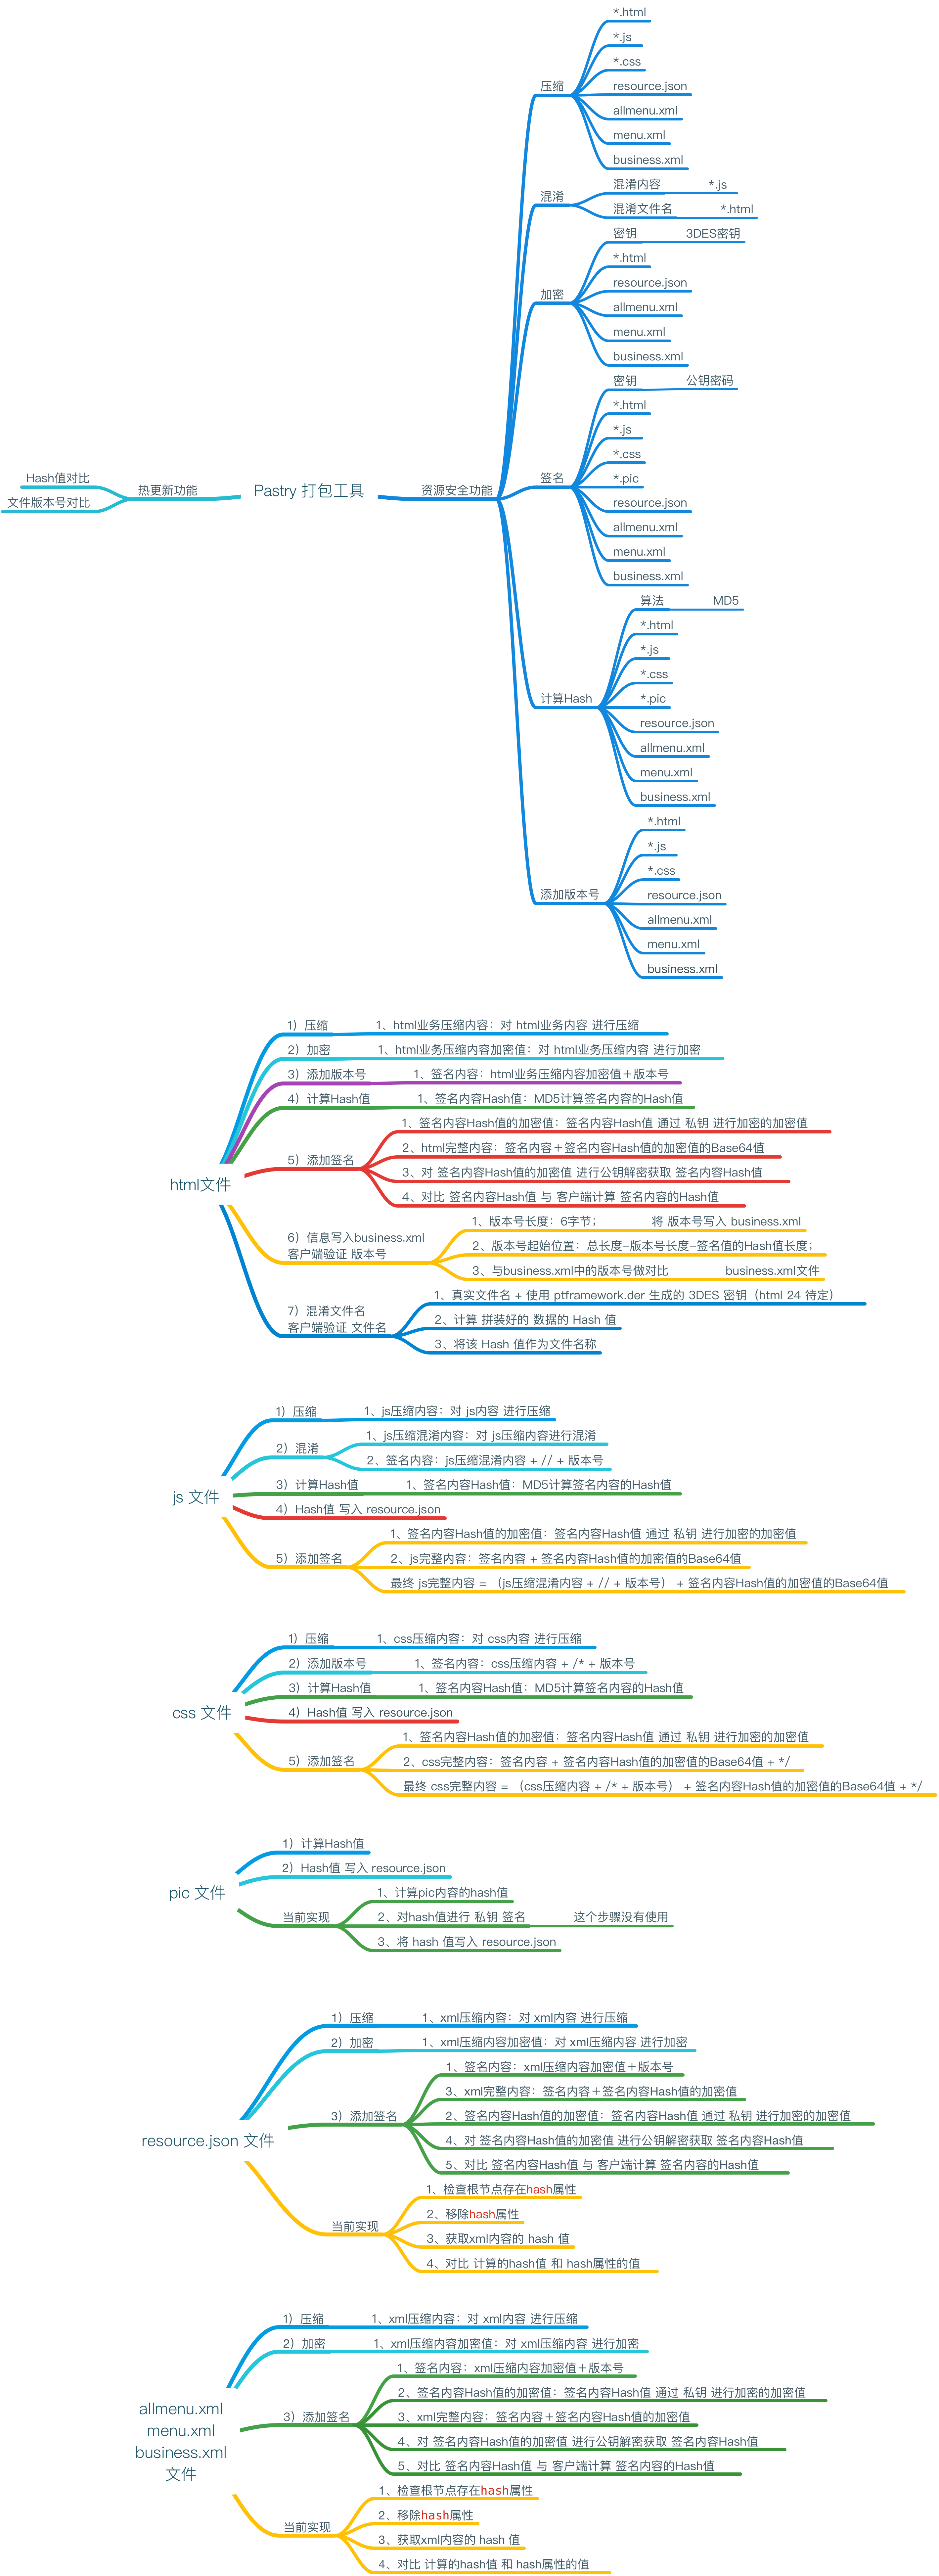 Pastry 打包工具
热更新功能
Hash值对比
文件版本号对比
资源安全功能
压缩
*.html
*.js
*.css
resource.json
allmenu.xml
menu.xml
business.xml
混淆
混淆内容
*.js
混淆文件名
*.html
加密
密钥
3DES密钥
*.html
resource.json
allmenu.xml
menu.xml
business.xml
签名
密钥
公钥密码
*.html
*.js
*.css
*.pic
resource.json
allmenu.xml
menu.xml
business.xml
计算Hash
算法
MD5
*.html
*.js
*.css
*.pic
resource.json
allmenu.xml
menu.xml
business.xml
添加版本号
*.html
*.js
*.css
resource.json
allmenu.xml
menu.xml
business.xml
html文件
1）压缩
1、html业务压缩内容：对 html业务内容 进行压缩
2）加密
1、html业务压缩内容加密值：对 html业务压缩内容 进行加密
3）添加版本号
1、签名内容：html业务压缩内容加密值＋版本号
4）计算Hash值
1、签名内容Hash值：MD5计算签名内容的Hash值
5）添加签名
1、签名内容Hash值的加密值：签名内容Hash值 通过 私钥 进行加密的加密值
2、html完整内容：签名内容＋签名内容Hash值的加密值的Base64值
3、对 签名内容Hash值的加密值 进行公钥解密获取 签名内容Hash值
4、对比 签名内容Hash值 与 客户端计算 签名内容的Hash值
6）信息写入business.xml
客户端验证 版本号
1、版本号长度：6字节；
将 版本号写入 business.xml
2、版本号起始位置：总长度-版本号长度-签名值的Hash值长度；
3、与business.xml中的版本号做对比
business.xml文件
7）混淆文件名
客户端验证 文件名
1、真实文件名 + 使用 ptframework.der 生成的 3DES 密钥（html 24 待定）
2、计算 拼装好的 数据的 Hash 值
3、将该 Hash 值作为文件名称
js 文件
1）压缩
1、js压缩内容：对 js内容 进行压缩
2）混淆
1、js压缩混淆内容：对 js压缩内容进行混淆
2、签名内容：js压缩混淆内容 + // + 版本号
3）计算Hash值
1、签名内容Hash值：MD5计算签名内容的Hash值
4）Hash值 写入 resource.json
5）添加签名
1、签名内容Hash值的加密值：签名内容Hash值 通过 私钥 进行加密的加密值
2、js完整内容：签名内容 + 签名内容Hash值的加密值的Base64值
最终 js完整内容 = （js压缩混淆内容 + // + 版本号） + 签名内容Hash值的加密值的Base64值
css 文件
1）压缩
1、css压缩内容：对 css内容 进行压缩
2）添加版本号
1、签名内容：css压缩内容 + /* + 版本号
3）计算Hash值
1、签名内容Hash值：MD5计算签名内容的Hash值
4）Hash值 写入 resource.json
5）添加签名
1、签名内容Hash值的加密值：签名内容Hash值 通过 私钥 进行加密的加密值
2、css完整内容：签名内容 + 签名内容Hash值的加密值的Base64值 + */
最终 css完整内容 = （css压缩内容 + /* + 版本号） + 签名内容Hash值的加密值的Base64值 + */
pic 文件
1）计算Hash值
2）Hash值 写入 resource.json
当前实现
1、计算pic内容的hash值
2、对hash值进行 私钥 签名
这个步骤没有使用
3、将 hash 值写入 resource.json
resource.json 文件
1）压缩
1、xml压缩内容：对 xml内容 进行压缩
2）加密
1、xml压缩内容加密值：对 xml压缩内容 进行加密
3）添加签名
1、签名内容：xml压缩内容加密值＋版本号
3、xml完整内容：签名内容＋签名内容Hash值的加密值
2、签名内容Hash值的加密值：签名内容Hash值 通过 私钥 进行加密的加密值
4、对 签名内容Hash值的加密值 进行公钥解密获取 签名内容Hash值
5、对比 签名内容Hash值 与 客户端计算 签名内容的Hash值
当前实现
1、检查根节点存在hash属性
2、移除hash属性
3、获取xml内容的 hash 值
4、对比 计算的hash值 和 hash属性的值
allmenu.xml
menu.xml
business.xml
文件
1）压缩
1、xml压缩内容：对 xml内容 进行压缩
2）加密
1、xml压缩内容加密值：对 xml压缩内容 进行加密
3）添加签名
1、签名内容：xml压缩内容加密值＋版本号
2、签名内容Hash值的加密值：签名内容Hash值 通过 私钥 进行加密的加密值
3、xml完整内容：签名内容＋签名内容Hash值的加密值
4、对 签名内容Hash值的加密值 进行公钥解密获取 签名内容Hash值
5、对比 签名内容Hash值 与 客户端计算 签名内容的Hash值
当前实现
1、检查根节点存在hash属性
2、移除hash属性
3、获取xml内容的 hash 值
4、对比 计算的hash值 和 hash属性的值